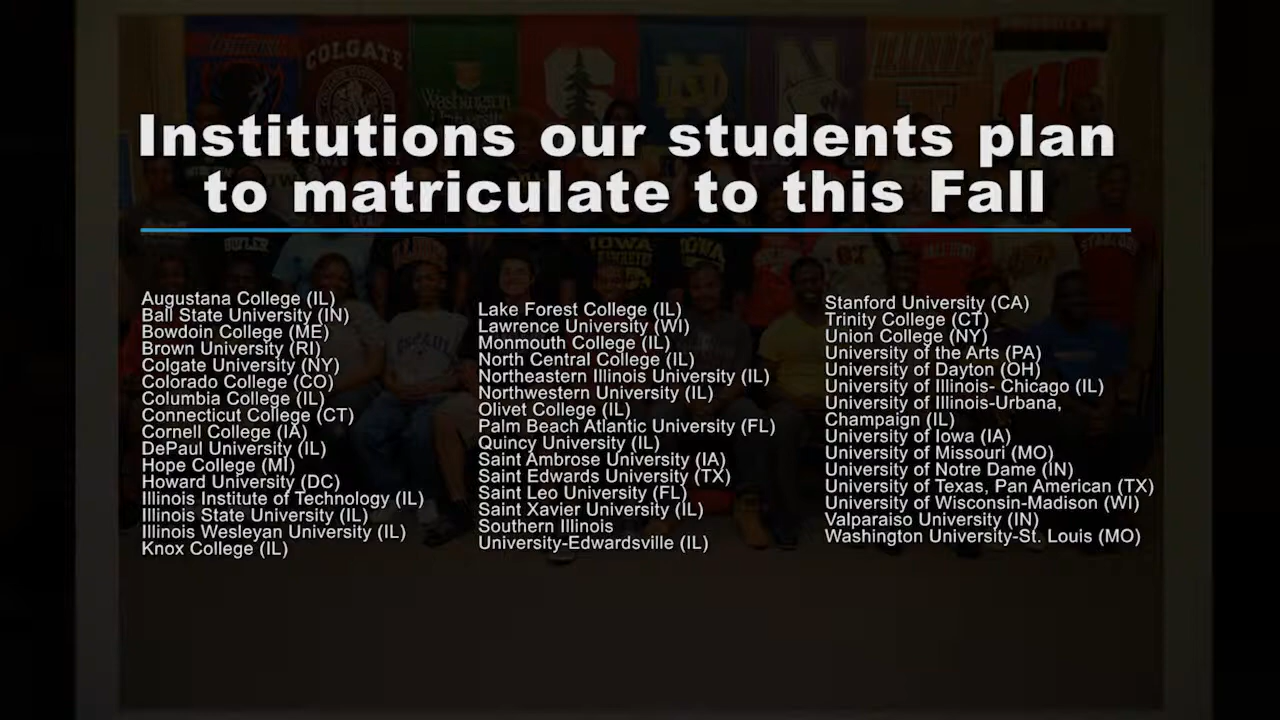 COLGATE
Washington
ILLINOIS
Institutions our students plan
to matriculate to this Fall
BUTLER
ILLINOIS
IOWA
IOWA
STANFORD
Augustana College (IL)
Ball State University (IN)
Bowdoin College (ME)
Brown University (RI)
Colgate University (NY)
Colorado College (CO)
Columbia College (IL)
Connecticut College (CT)
Cornell College (IA)
DePaul University (IL)
Hope College (MI)
Howard University (DC)
Illinois Institute of Technology (IL)
Illinois State University (IL)
Illinois Wesleyan University (IL)
Knox College (IL)
Lake Forest College (IL)
Lawrence University (WI)
Monmouth College (IL)
North Central College (IL)
Northeastern Illinois University (IL)
Northwestern University (IL)
Olivet College (IL)
Palm Beach Atlantic University (FL)
Quincy University (IL)
Saint Ambrose University (IA)
Saint Edwards University (TX)
Saint Leo University (FL)
Saint Xavier University (IL)
Southern Illinois
University-Edwardsville (IL)
Stanford University (CA)
Trinity College (CT)
Union College (NY)
University of the Arts (PA)
University of Dayton (OH)
University of Illinois- Chicago (IL)
University of Illinois-Urbana,
Champaign (IL)
University of Iowa (IA)
University of Missouri (MO)
University of Notre Dame (IN)
University of Texas, Pan American (TX)
University of Wisconsin-Madison (WI)
Valparaiso University (IN)
Washington University-St. Louis (MO)